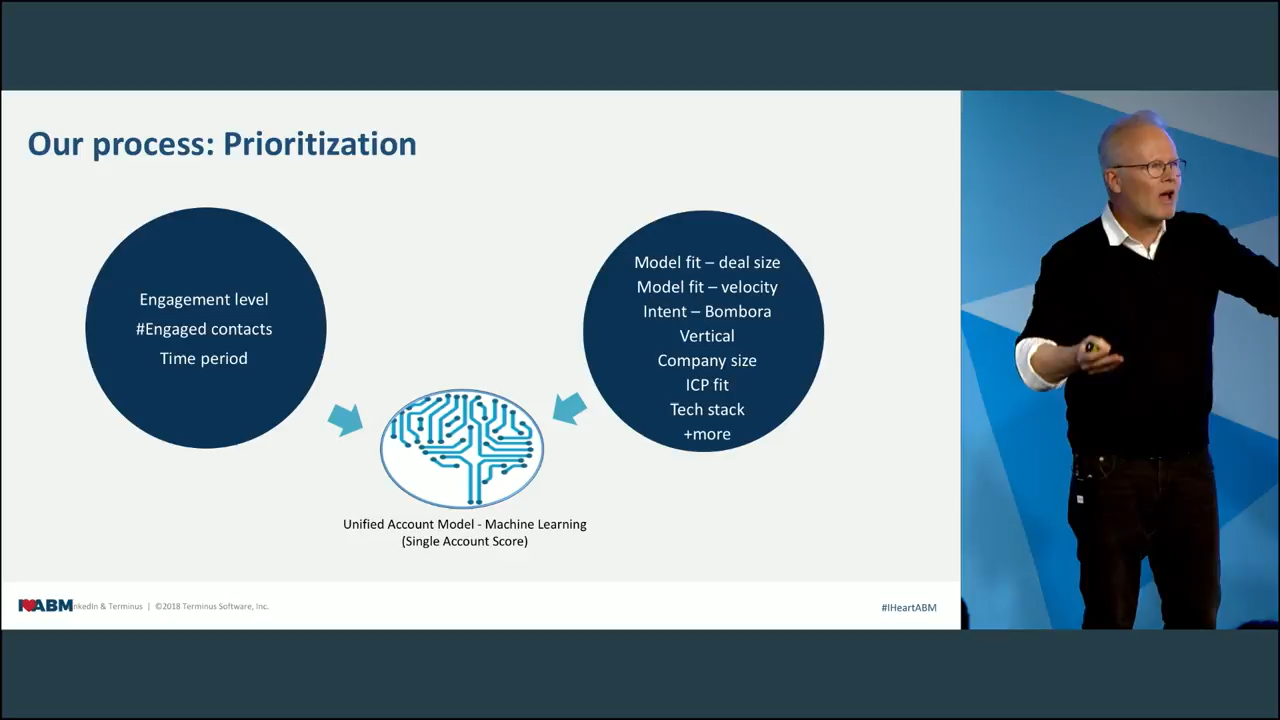 Our process: Prioritization
Engagement level
#Engaged contacts
Time period
Model fit – deal size
Model fit – velocity
Intent – Bombora
Vertical
Company size
ICP fit
Tech stack
+more
Unified Account Model - Machine Learning
(Single Account Score)
I ABM nkedIn & Terminus | ©2018 Terminus Software, Inc.
#IHeartABM